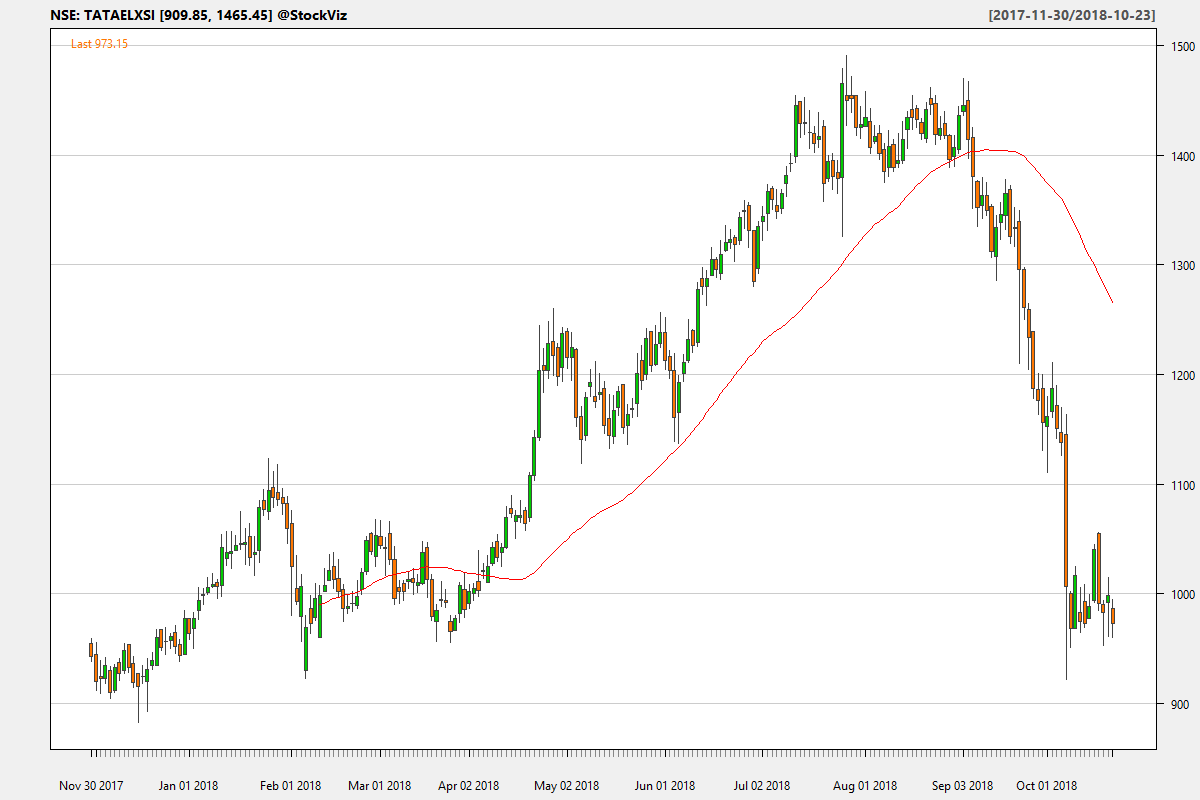 NSE: TATAELXSI [909.85, 1465.45] @StockViz
[2017-11-30/2018-10-23]
Last 973.15
1500
1400
1300
1200
1100
1000
900
Nov 30 2017 Jan 01 2018 Feb 01 2018 Mar 01 2018 Apr 02 2018 May 02 2018 Jun 01 2018 Jul 02 2018 Aug 01 2018 Sep 03 2018 Oct 01 2018